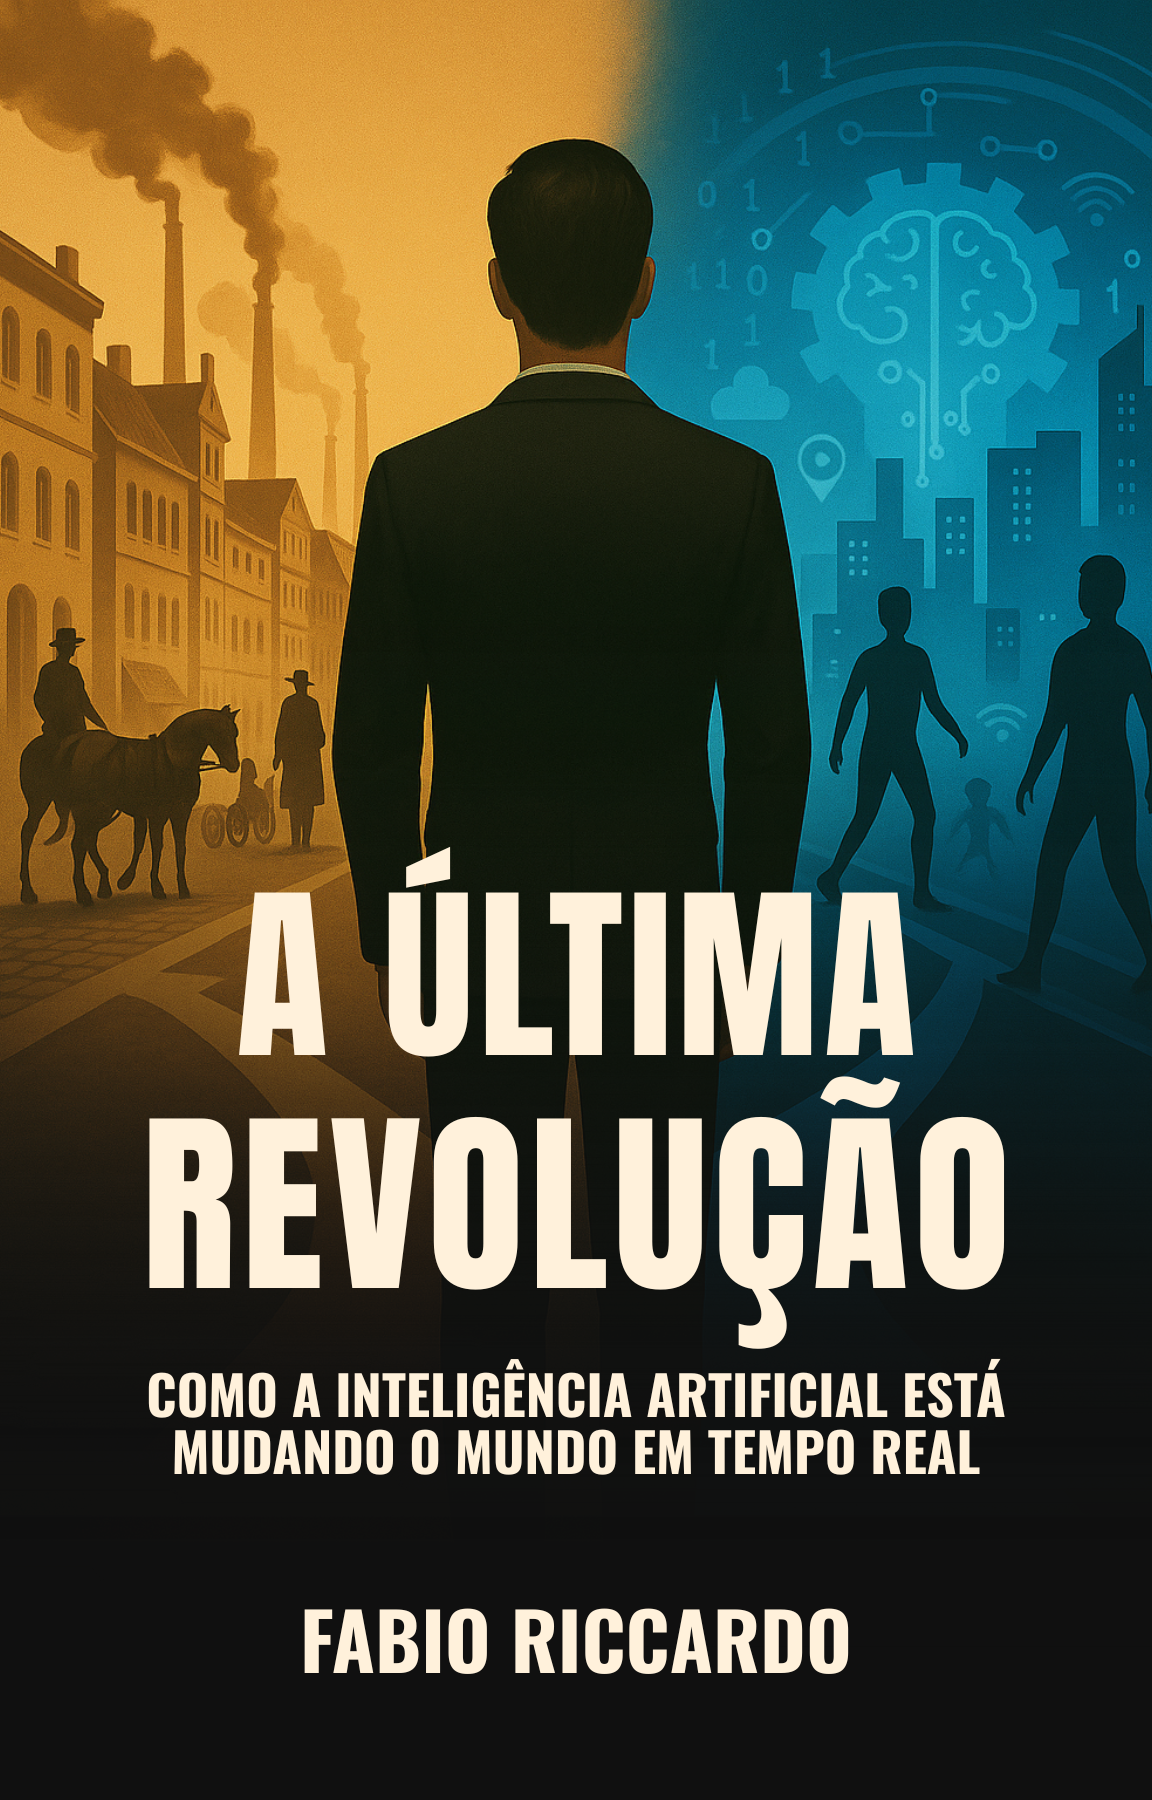 A ÚLTIMA
REVOLUÇÃO
COMO A INTELIGÊNCIA ARTIFICIAL ESTÁ
MUDANDO O MUNDO EM TEMPO REAL
FABIO RICCARDO